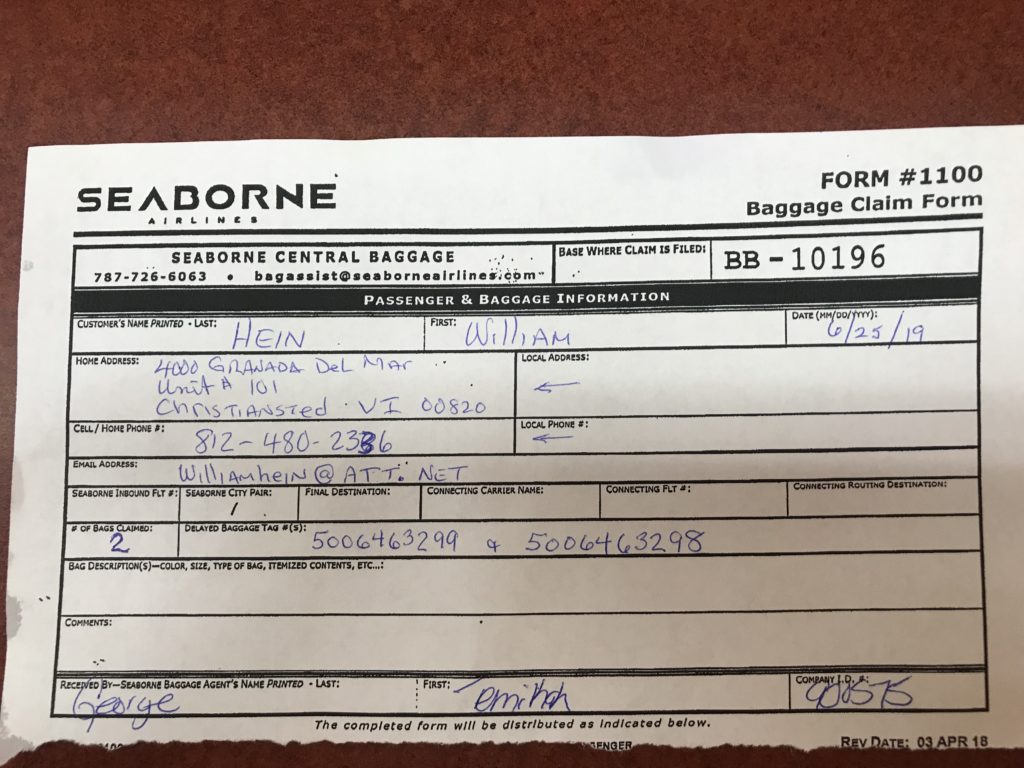 SEABORNE
AIRLINES
FORM #1100
Baggage Claim Form
SEABORNE CENTRAL BAGGAGE
787-726-6063 • bagassist@seaborneairlines.com
BASE WHERE CLAIM IS FILED:
BB - 10196
PASSENGER & BAGGAGE INFORMATION
CUSTOMER'S NAME PRINTED - LAST: HEIN
FIRST: William
DATE (MM/DD/YYYY): 6/25/19
HOME ADDRESS: 4000 GRANADA Del Mar
Unit # 101
Christiansted VI 00820
LOCAL ADDRESS: ←
CELL / HOME PHONE #: 812-480-2336
LOCAL PHONE #: ←
EMAIL ADDRESS: Williamhein@ATT.NET
SEABORNE INBOUND FLT #:
SEABORNE CITY PAIR: /
FINAL DESTINATION:
CONNECTING CARRIER NAME:
CONNECTING FLT #:
CONNECTING ROUTING DESTINATION:
# OF BAGS CLAIMED: 2
DELAYED BAGGAGE TAG #(S): 5006463299 & 5006463298
BAG DESCRIPTION(S)—COLOR, SIZE, TYPE OF BAG, ITEMIZED CONTENTS, ETC...:
COMMENTS:
RECEIVED BY—SEABORNE BAGGAGE AGENT'S NAME PRINTED - LAST: George
FIRST:
COMPANY I.D. #:
The completed form will be distributed as indicated below.
REV DATE: 03 APR 18